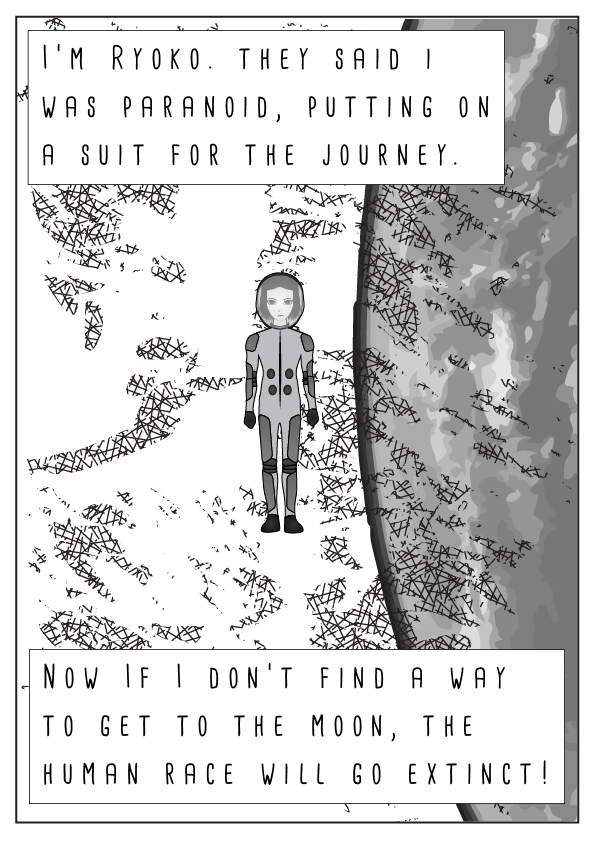 I'm Ryoko. they said I
was paranoid, putting on
a suit for the journey.
Now If I don't find a way
to get to the moon, the
human race will go extinct!